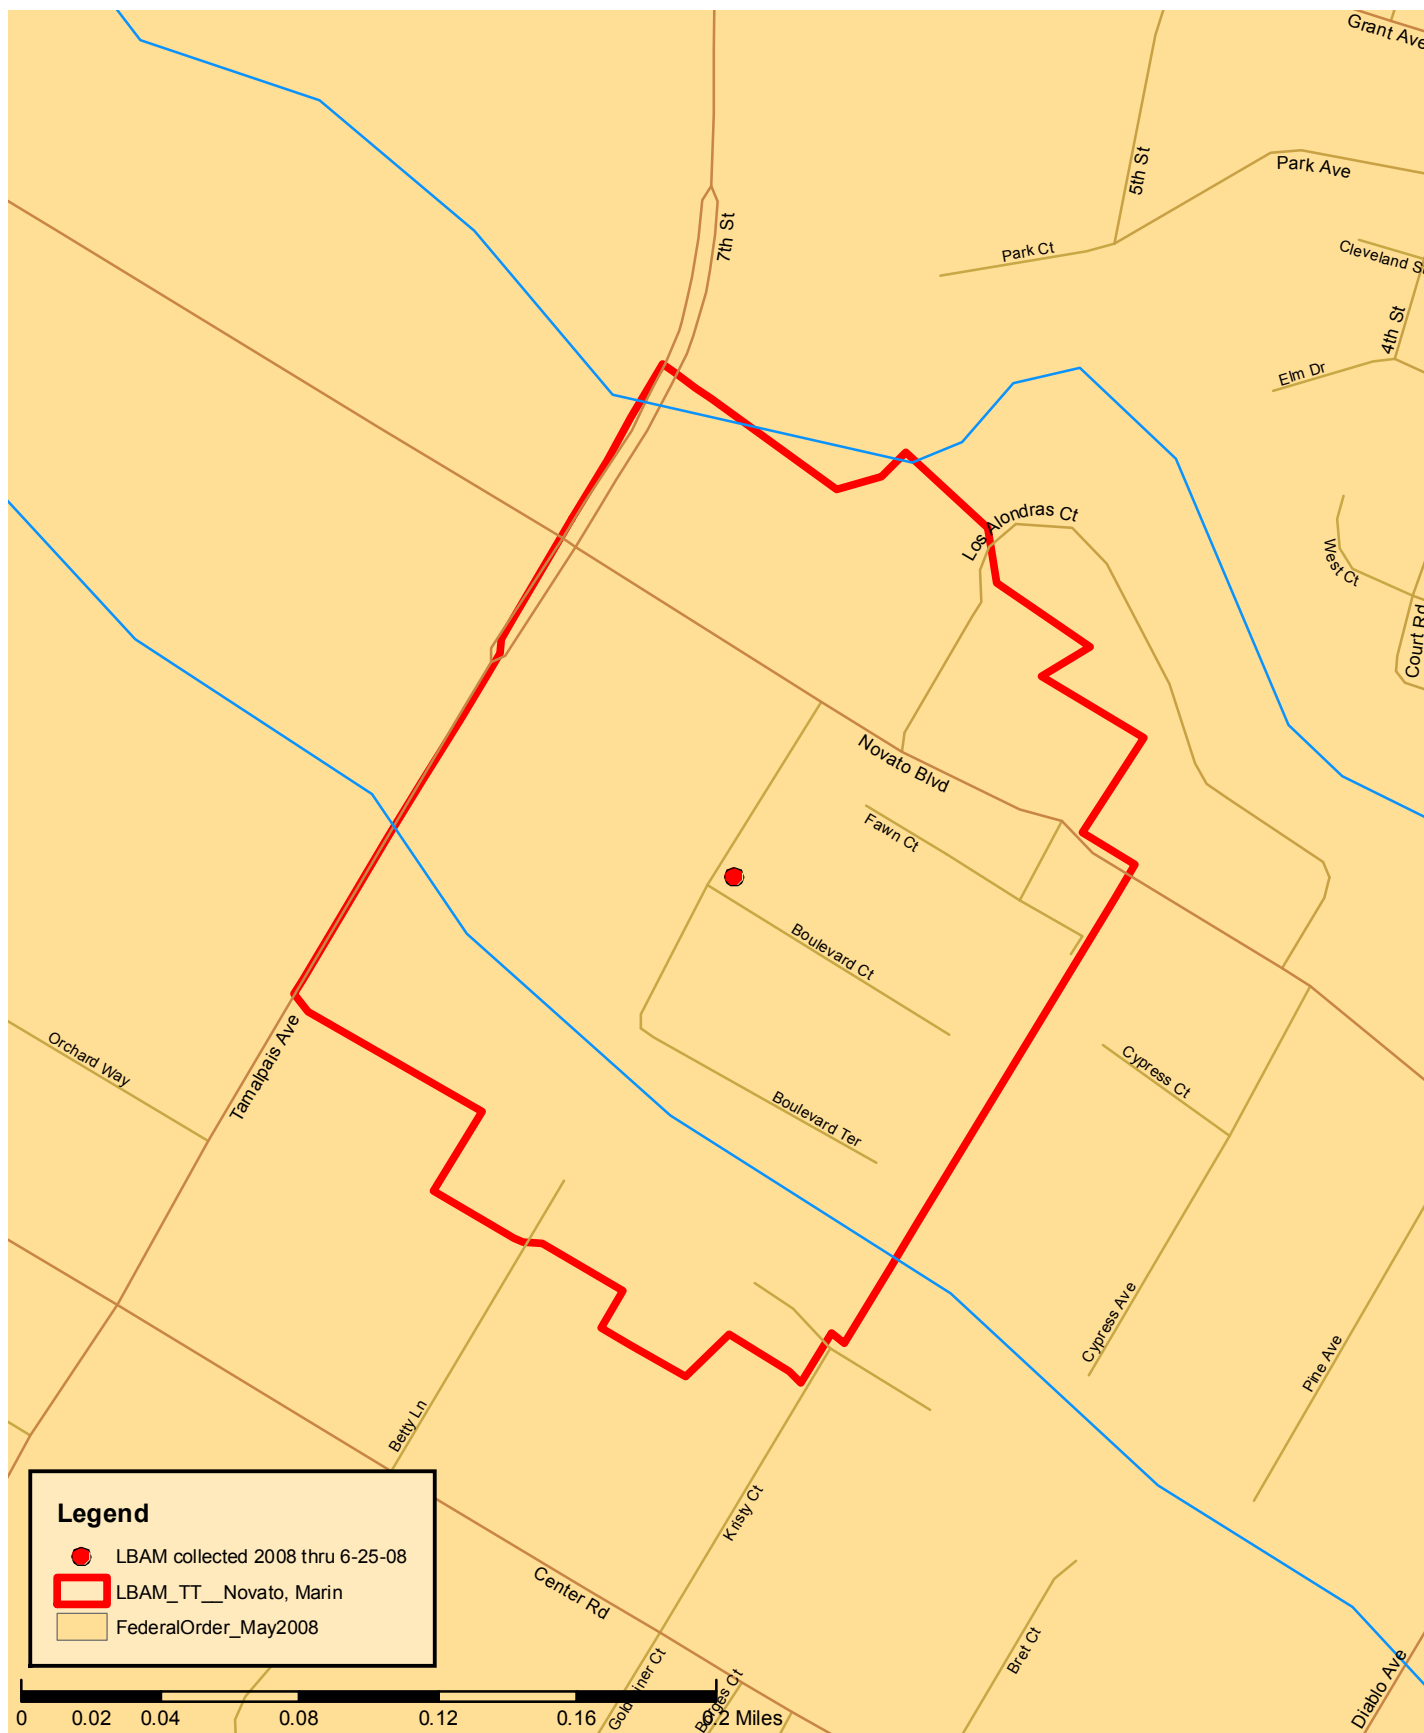 Grant Ave
5th St
Park Ave
7th St
Park Ct
Cleveland S
4th St
Elm Dr
Los Alondras Ct
West Ct
Court Rd
Novato Blvd
Fawn Ct
Boulevard Ct
Orchard Way
Tamalpais Ave
Cypress Ct
Boulevard Ter
Cypress Ave
Pine Ave
Betty Ln
Kristy Ct
Legend
LBAM collected 2008 thru 6-25-08
LBAM_TT__Novato, Marin
FederalOrder_May2008
Center Rd
Bret Ct
Ct
Borges Ct
Diablo Ave
0 0.02 0.04 0.08 0.12 0.16 0.2 Miles